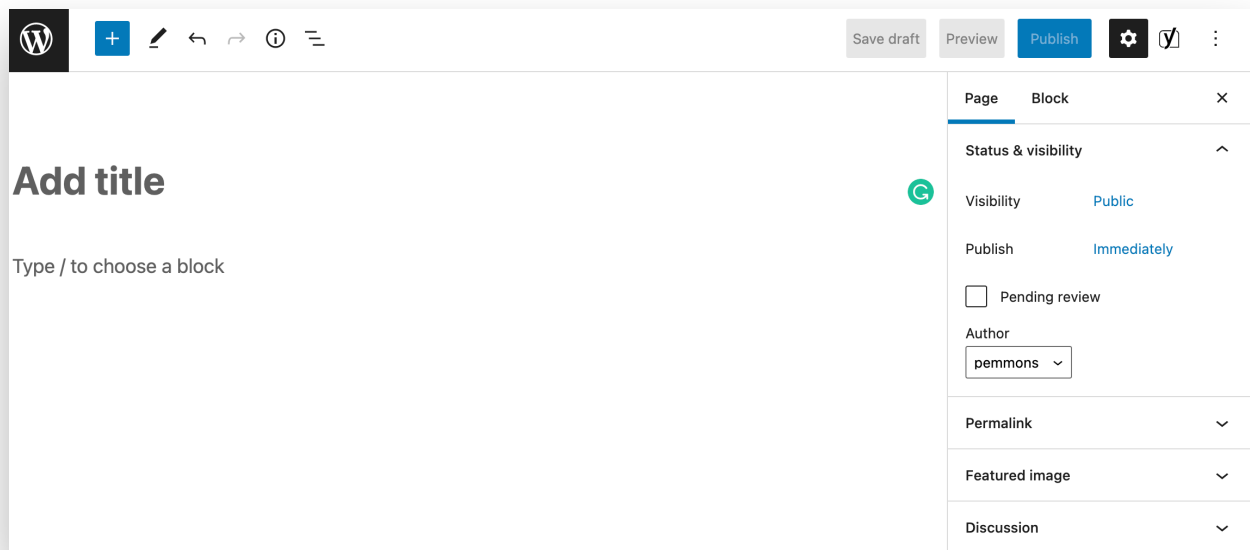 Save draft
Preview
Publish
Page
Block
Add title
Type / to choose a block
Status & visibility
Visibility
Public
Publish
Immediately
Pending review
Author
pemmons
Permalink
Featured image
Discussion